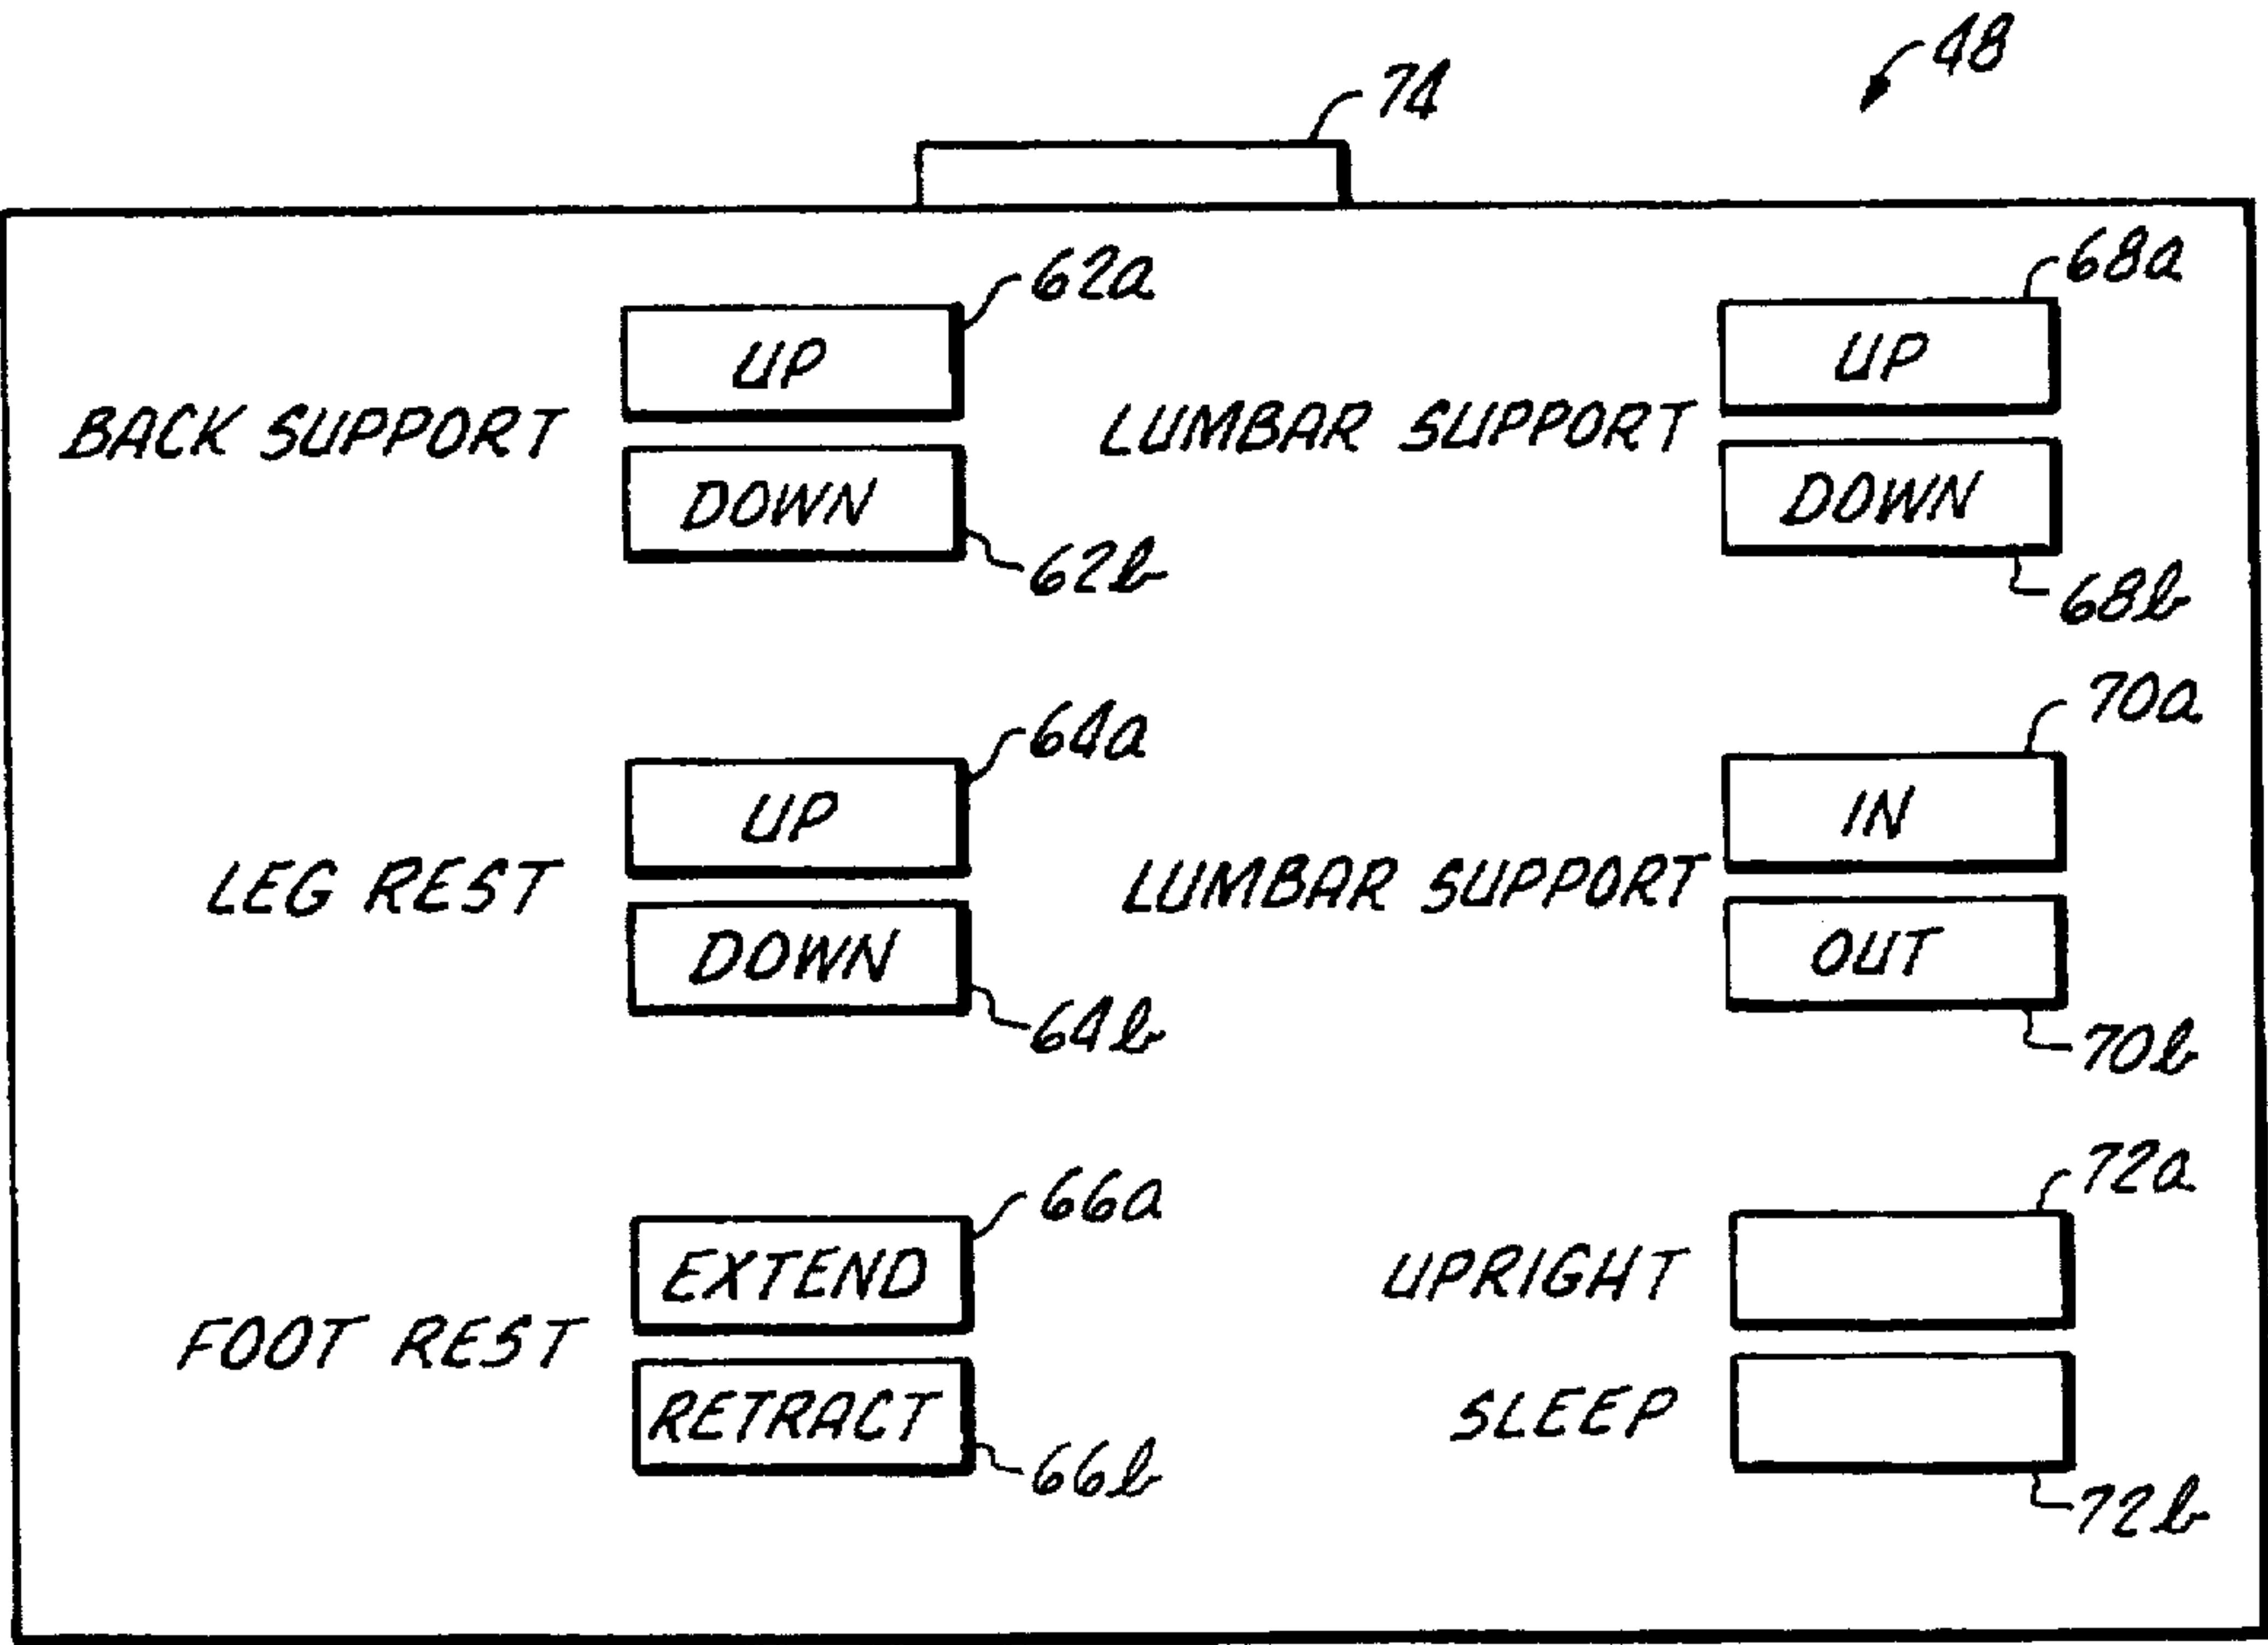 48
74
62a
68a
UP
UP
BACK SUPPORT
LUMBAR SUPPORT
DOWN
DOWN
62b
68b
64a
70a
UP
IN
LEG REST
LUMBAR SUPPORT
DOWN
OUT
64b
70b
66a
72a
EXTEND
UPRIGHT
FOOT REST
RETRACT
SLEEP
66b
72b